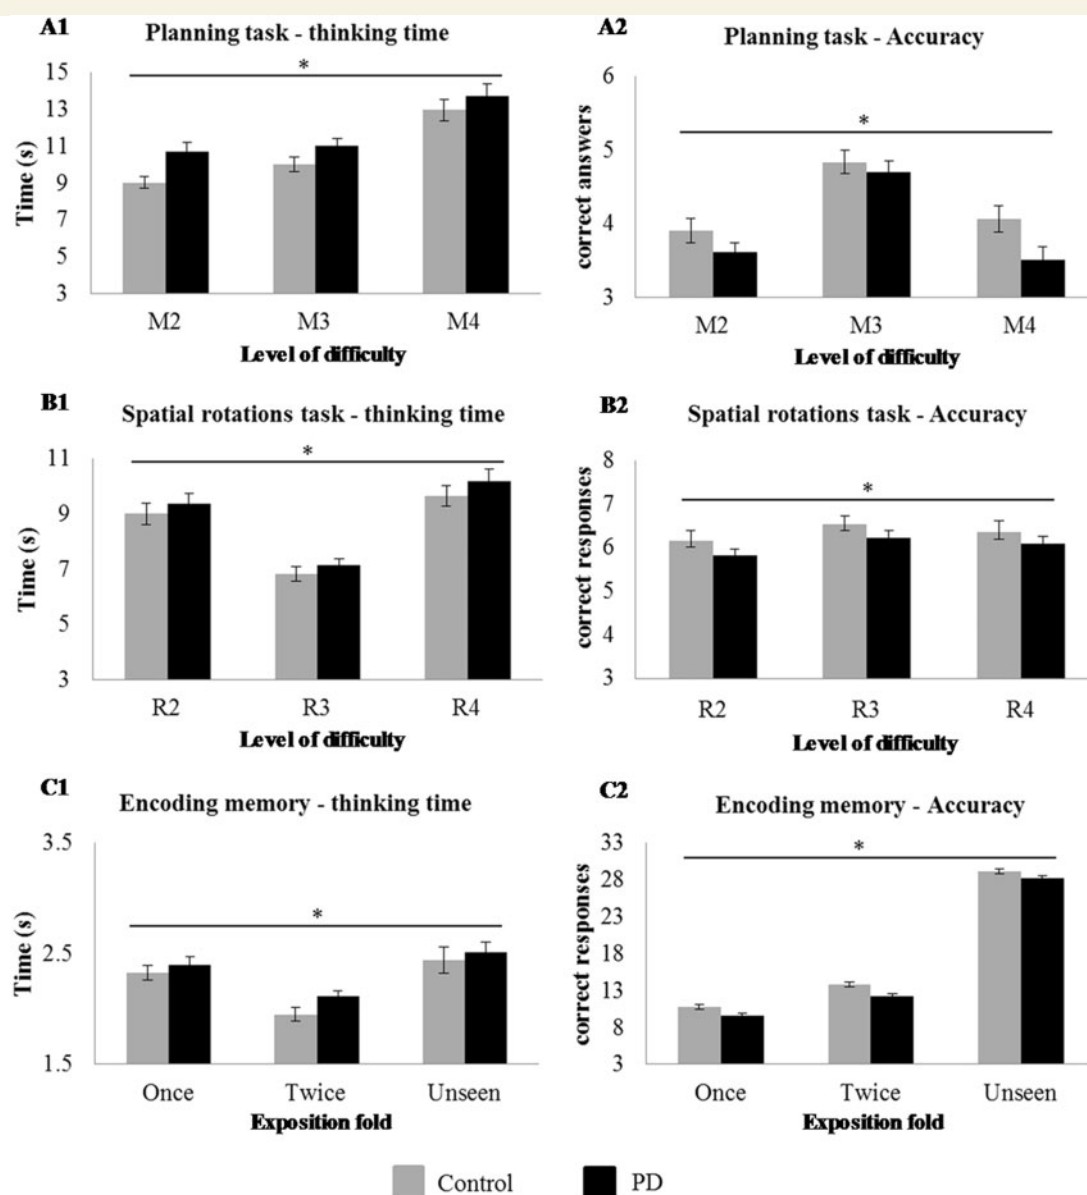 A1
Planning task - thinking time
*
15
13
11
9
7
5
3
Time (s)
M2 M3 M4
Level of difficulty
A2
Planning task - Accuracy
*
6
5
4
3
correct answers
M2 M3 M4
Level of difficulty
B1
Spatial rotations task - thinking time
*
11
9
7
5
3
Time (s)
R2 R3 R4
Level of difficulty
B2
Spatial rotations task - Accuracy
*
8
7
6
5
4
3
correct responses
R2 R3 R4
Level of difficulty
C1
Encoding memory - thinking time
*
3.5
2.5
1.5
Time (s)
Once Twice Unseen
Exposition fold
C2
Encoding memory - Accuracy
*
33
28
23
18
13
8
3
correct responses
Once Twice Unseen
Exposition fold
Control PD